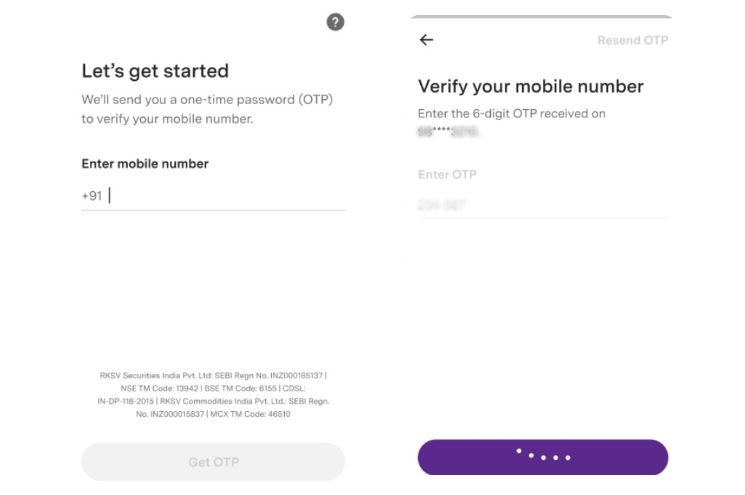 ?
Let's get started
We'll send you a one-time password (OTP)
to verify your mobile number.
Enter mobile number
+91
RKSV Securities India Pvt. Ltd: SEBI Regn No. INZ000185137 |
NSE TM Code: 13942 | BSE TM Code: 6155 | CDSL:
IN-DP-118-2015 | RKSV Commodities India Pvt. Ltd.: SEBI Regn.
No. INZ000015837 | MCX TM Code: 46510
Get OTP
Resend OTP
Verify your mobile number
Enter the 6-digit OTP received on
Enter OTP